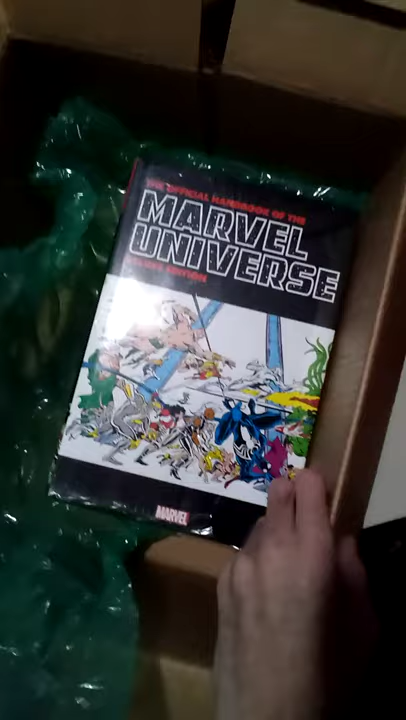 THE OFFICIAL HANDBOOK OF THE
MARVEL
UNIVERSE
DELUXE EDITION
MARVEL